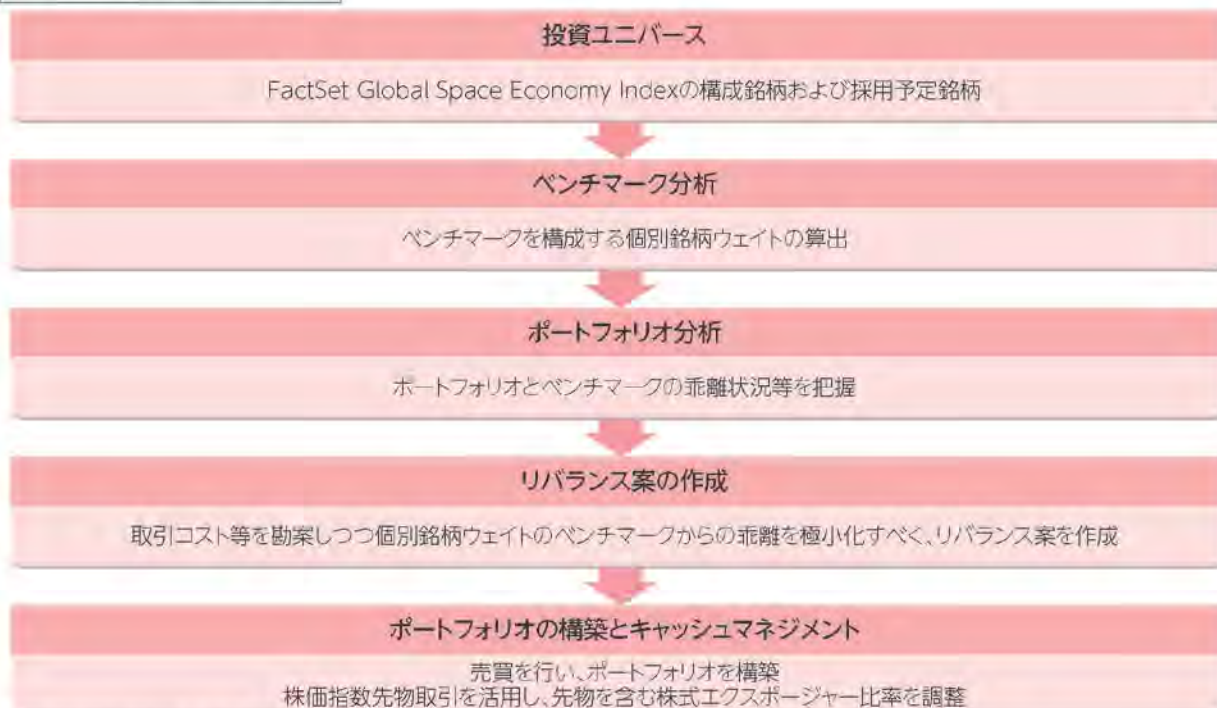 投資ユニバース
FactSet Global Space Economy Indexの構成銘柄および採用予定銘柄
ベンチマーク分析
ベンチマークを構成する個別銘柄ウェイトの算出
ポートフォリオ分析
ポートフォリオとベンチマークの乖離状況等を把握
リバランス案の作成
取引コスト等を勘案しつつ個別銘柄ウェイトのベンチマークからの乖離を極小化すべく、リバランス案を作成
ポートフォリオの構築とキャッシュマネジメント
売買を行い、ポートフォリオを構築
株価指数先物取引を活用し、先物を含む株式エクスポージャー比率を調整